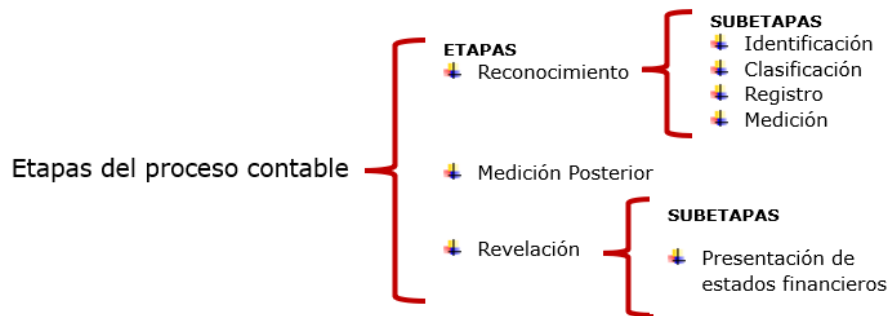 Etapas del proceso contable
ETAPAS
Reconocimiento
SUBETAPAS
Identificación
Clasificación
Registro
Medición
Medición Posterior
Revelación
SUBETAPAS
Presentación de
estados financieros